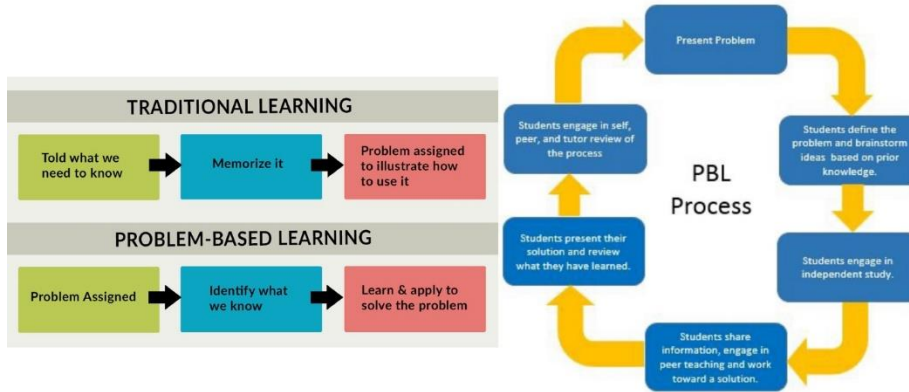 TRADITIONAL LEARNING
Told what we
need to know
Memorize it
Problem assigned
to illustrate how
to use it
PROBLEM-BASED LEARNING
Problem Assigned
Identify what
we know
Learn & apply to
solve the problem
Present Problem
Students define the
problem and brainstorm
ideas based on prior
knowledge.
Students engage in
independent study.
Students share
information, engage in
peer teaching and work
toward a solution.
Students present their
solution and review
what they have learned.
Students engage in self,
peer, and tutor review of
the process
PBL
Process